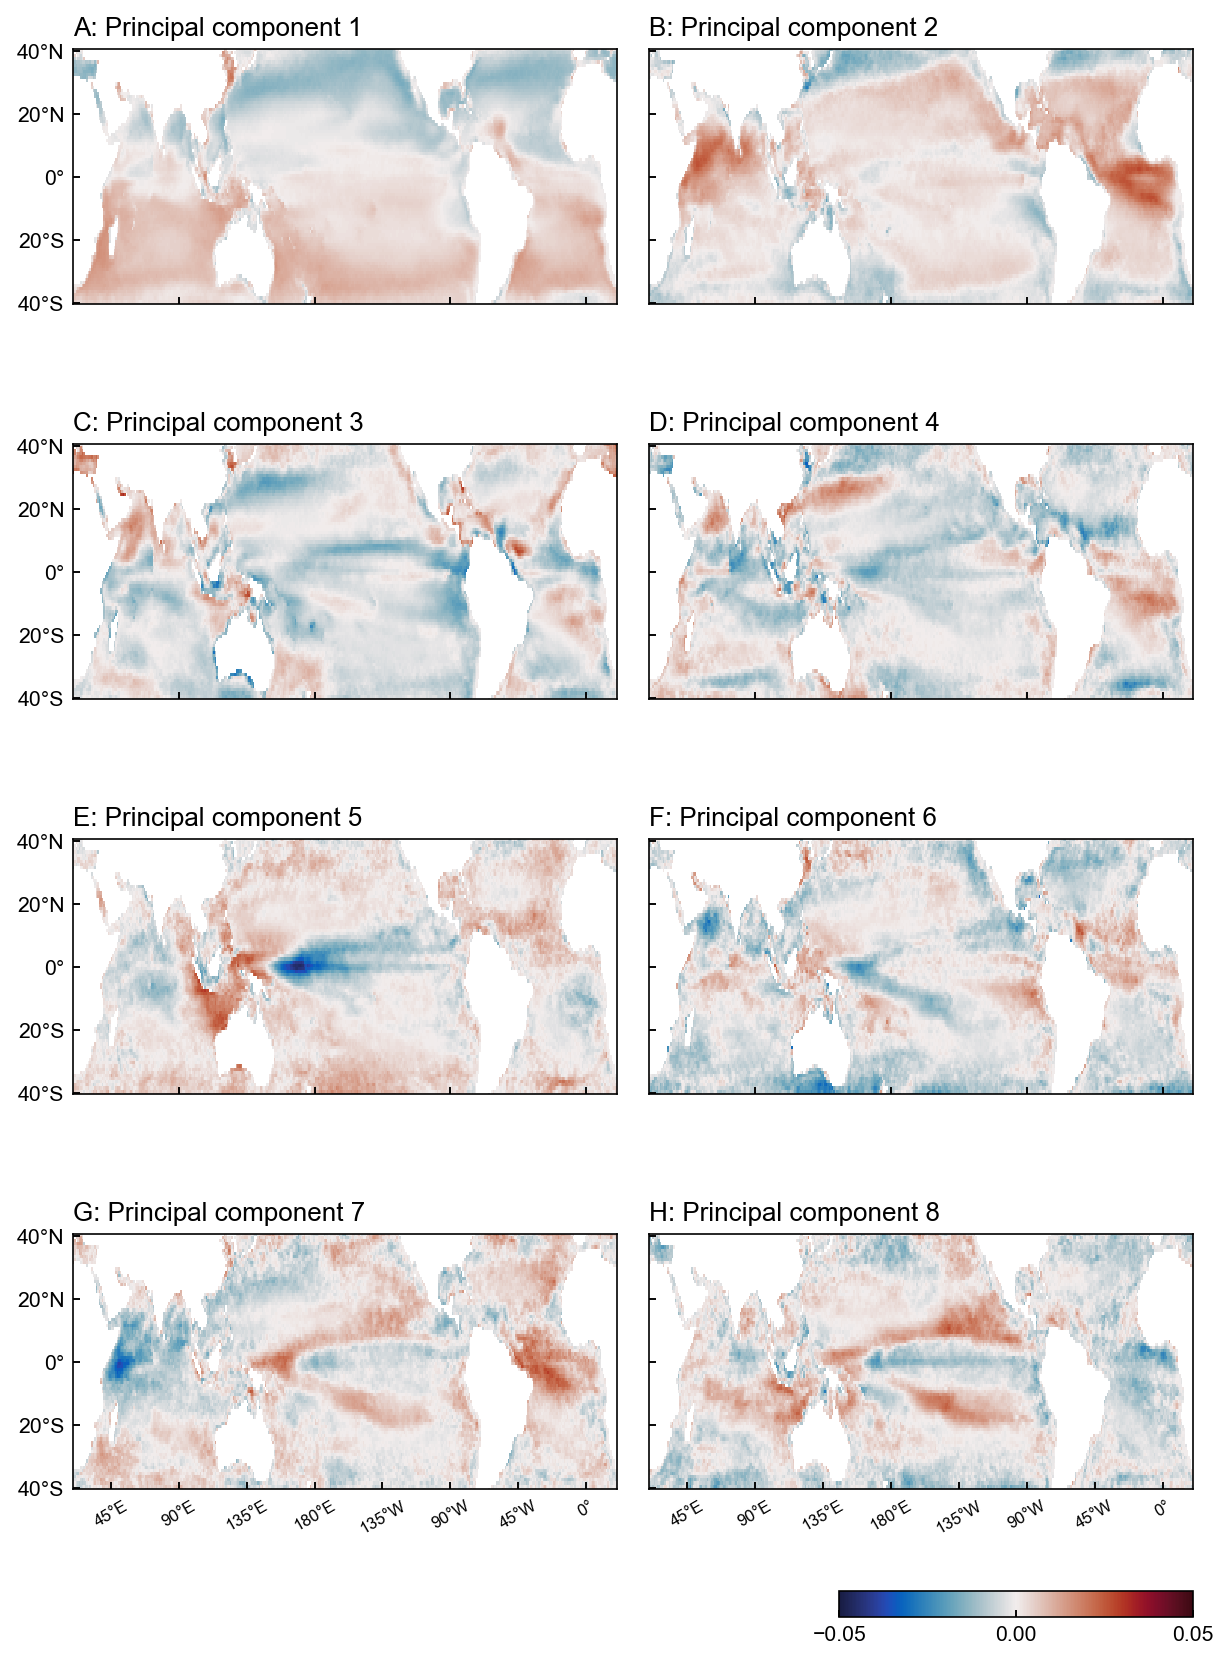 A: Principal component 1
B: Principal component 2
40°N
20°N
0°
20°S
40°S
C: Principal component 3
D: Principal component 4
40°N
20°N
0°
20°S
40°S
E: Principal component 5
F: Principal component 6
40°N
20°N
0°
20°S
40°S
G: Principal component 7
H: Principal component 8
40°N
20°N
0°
20°S
40°S
45°E 90°E 135°E 180°E 135°W 90°W 45°W 0°
45°E 90°E 135°E 180°E 135°W 90°W 45°W 0°
−0.05 0.00 0.05